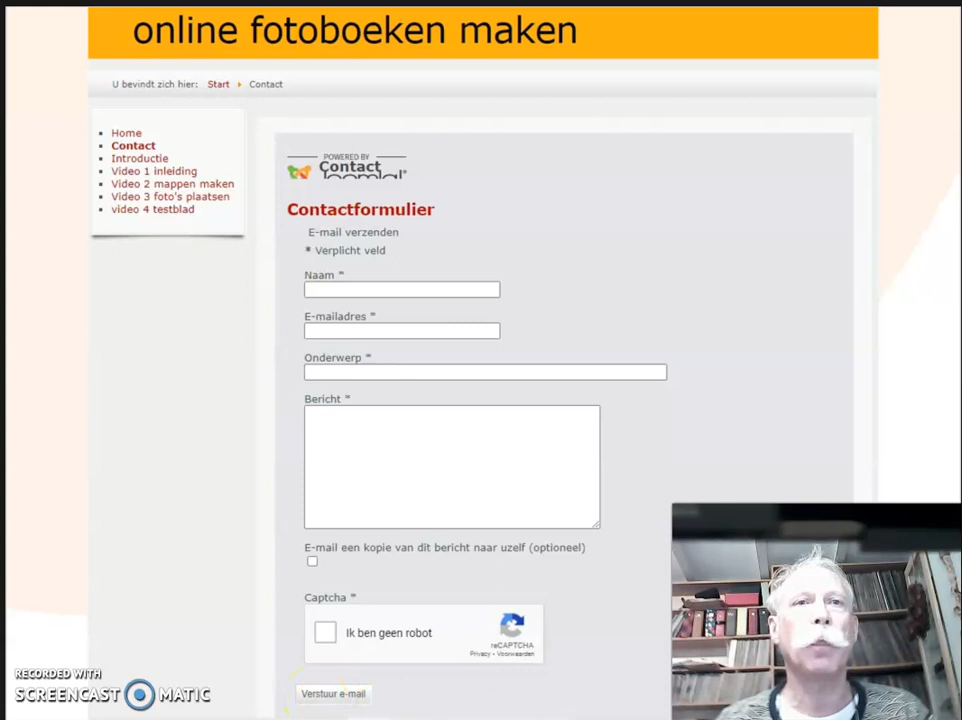 online fotoboeken maken
U bevindt zich hier: Start Contact
Home
Contact
Introductie
Video 1 inleiding
Video 2 mappen maken
Video 3 foto's plaatsen
video 4 testblad
POWERED BY
Contact
Contactformulier
E-mail verzenden
* Verplicht veld
Naam *
E-mailadres *
Onderwerp *
Bericht *
E-mail een kopie van dit bericht naar uzelf (optioneel)
Captcha *
Ik ben geen robot
reCAPTCHA
Privacy - Voorwaarden
Verstuur e-mail
RECORDED WITH
SCREENCAST MATIC